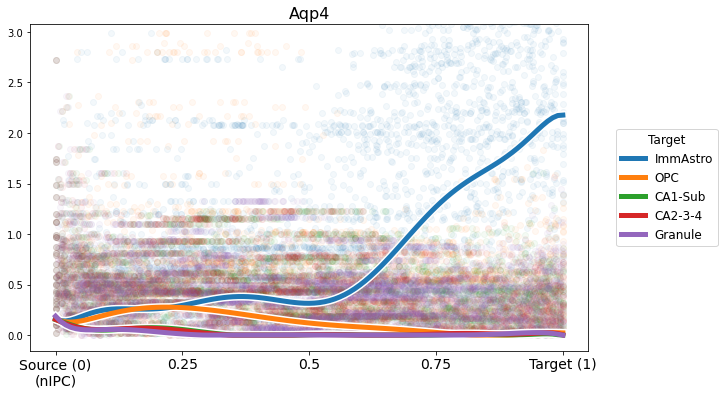 Aqp4
3.0
2.5
2.0
1.5
1.0
0.5
0.0
Source (0)
(nIPC)
0.25
0.5
0.75
Target (1)
Target
ImmAstro
OPC
CA1-Sub
CA2-3-4
Granule